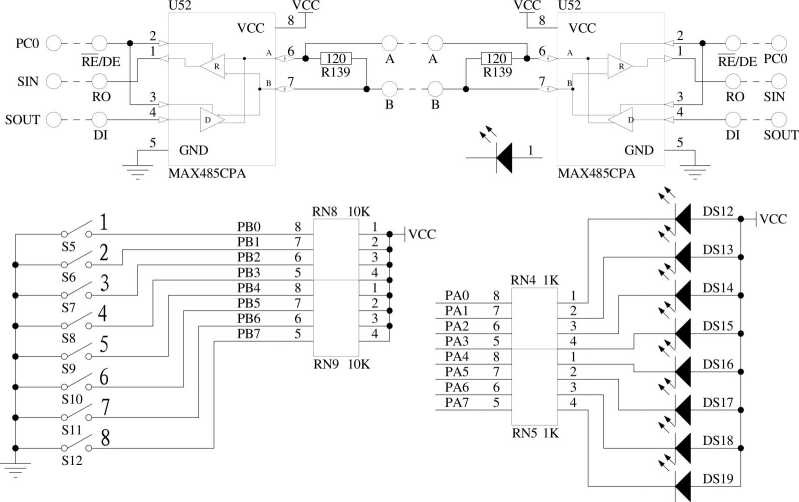 U52
VCC
8
VCC
PC0
RE/DE
2
SIN
RO
1
R
A
6
120
R139
A
A
B
7
B
B
SOUT
DI
3
4
D
5
GND
MAX485CPA
VCC
U52
8
VCC
120
R139
6
A
R
2
RE/DE
PC0
1
RO
SIN
7
B
3
D
4
DI
SOUT
GND
5
MAX485CPA
1
RN8 10K
S5 1 PB0 8 1 VCC
S6 2 PB1 7 2
S7 3 PB2 6 3
S8 4 PB3 5 4
S9 5 PB4 8 1
S10 6 PB5 7 2
S11 7 PB6 6 3
S12 8 PB7 5 4
RN9 10K
RN4 1K
PA0 8 1 DS12 VCC
PA1 7 2 DS13
PA2 6 3 DS14
PA3 5 4 DS15
PA4 8 1 DS16
PA5 7 2 DS17
PA6 6 3 DS18
PA7 5 4 DS19
RN5 1K